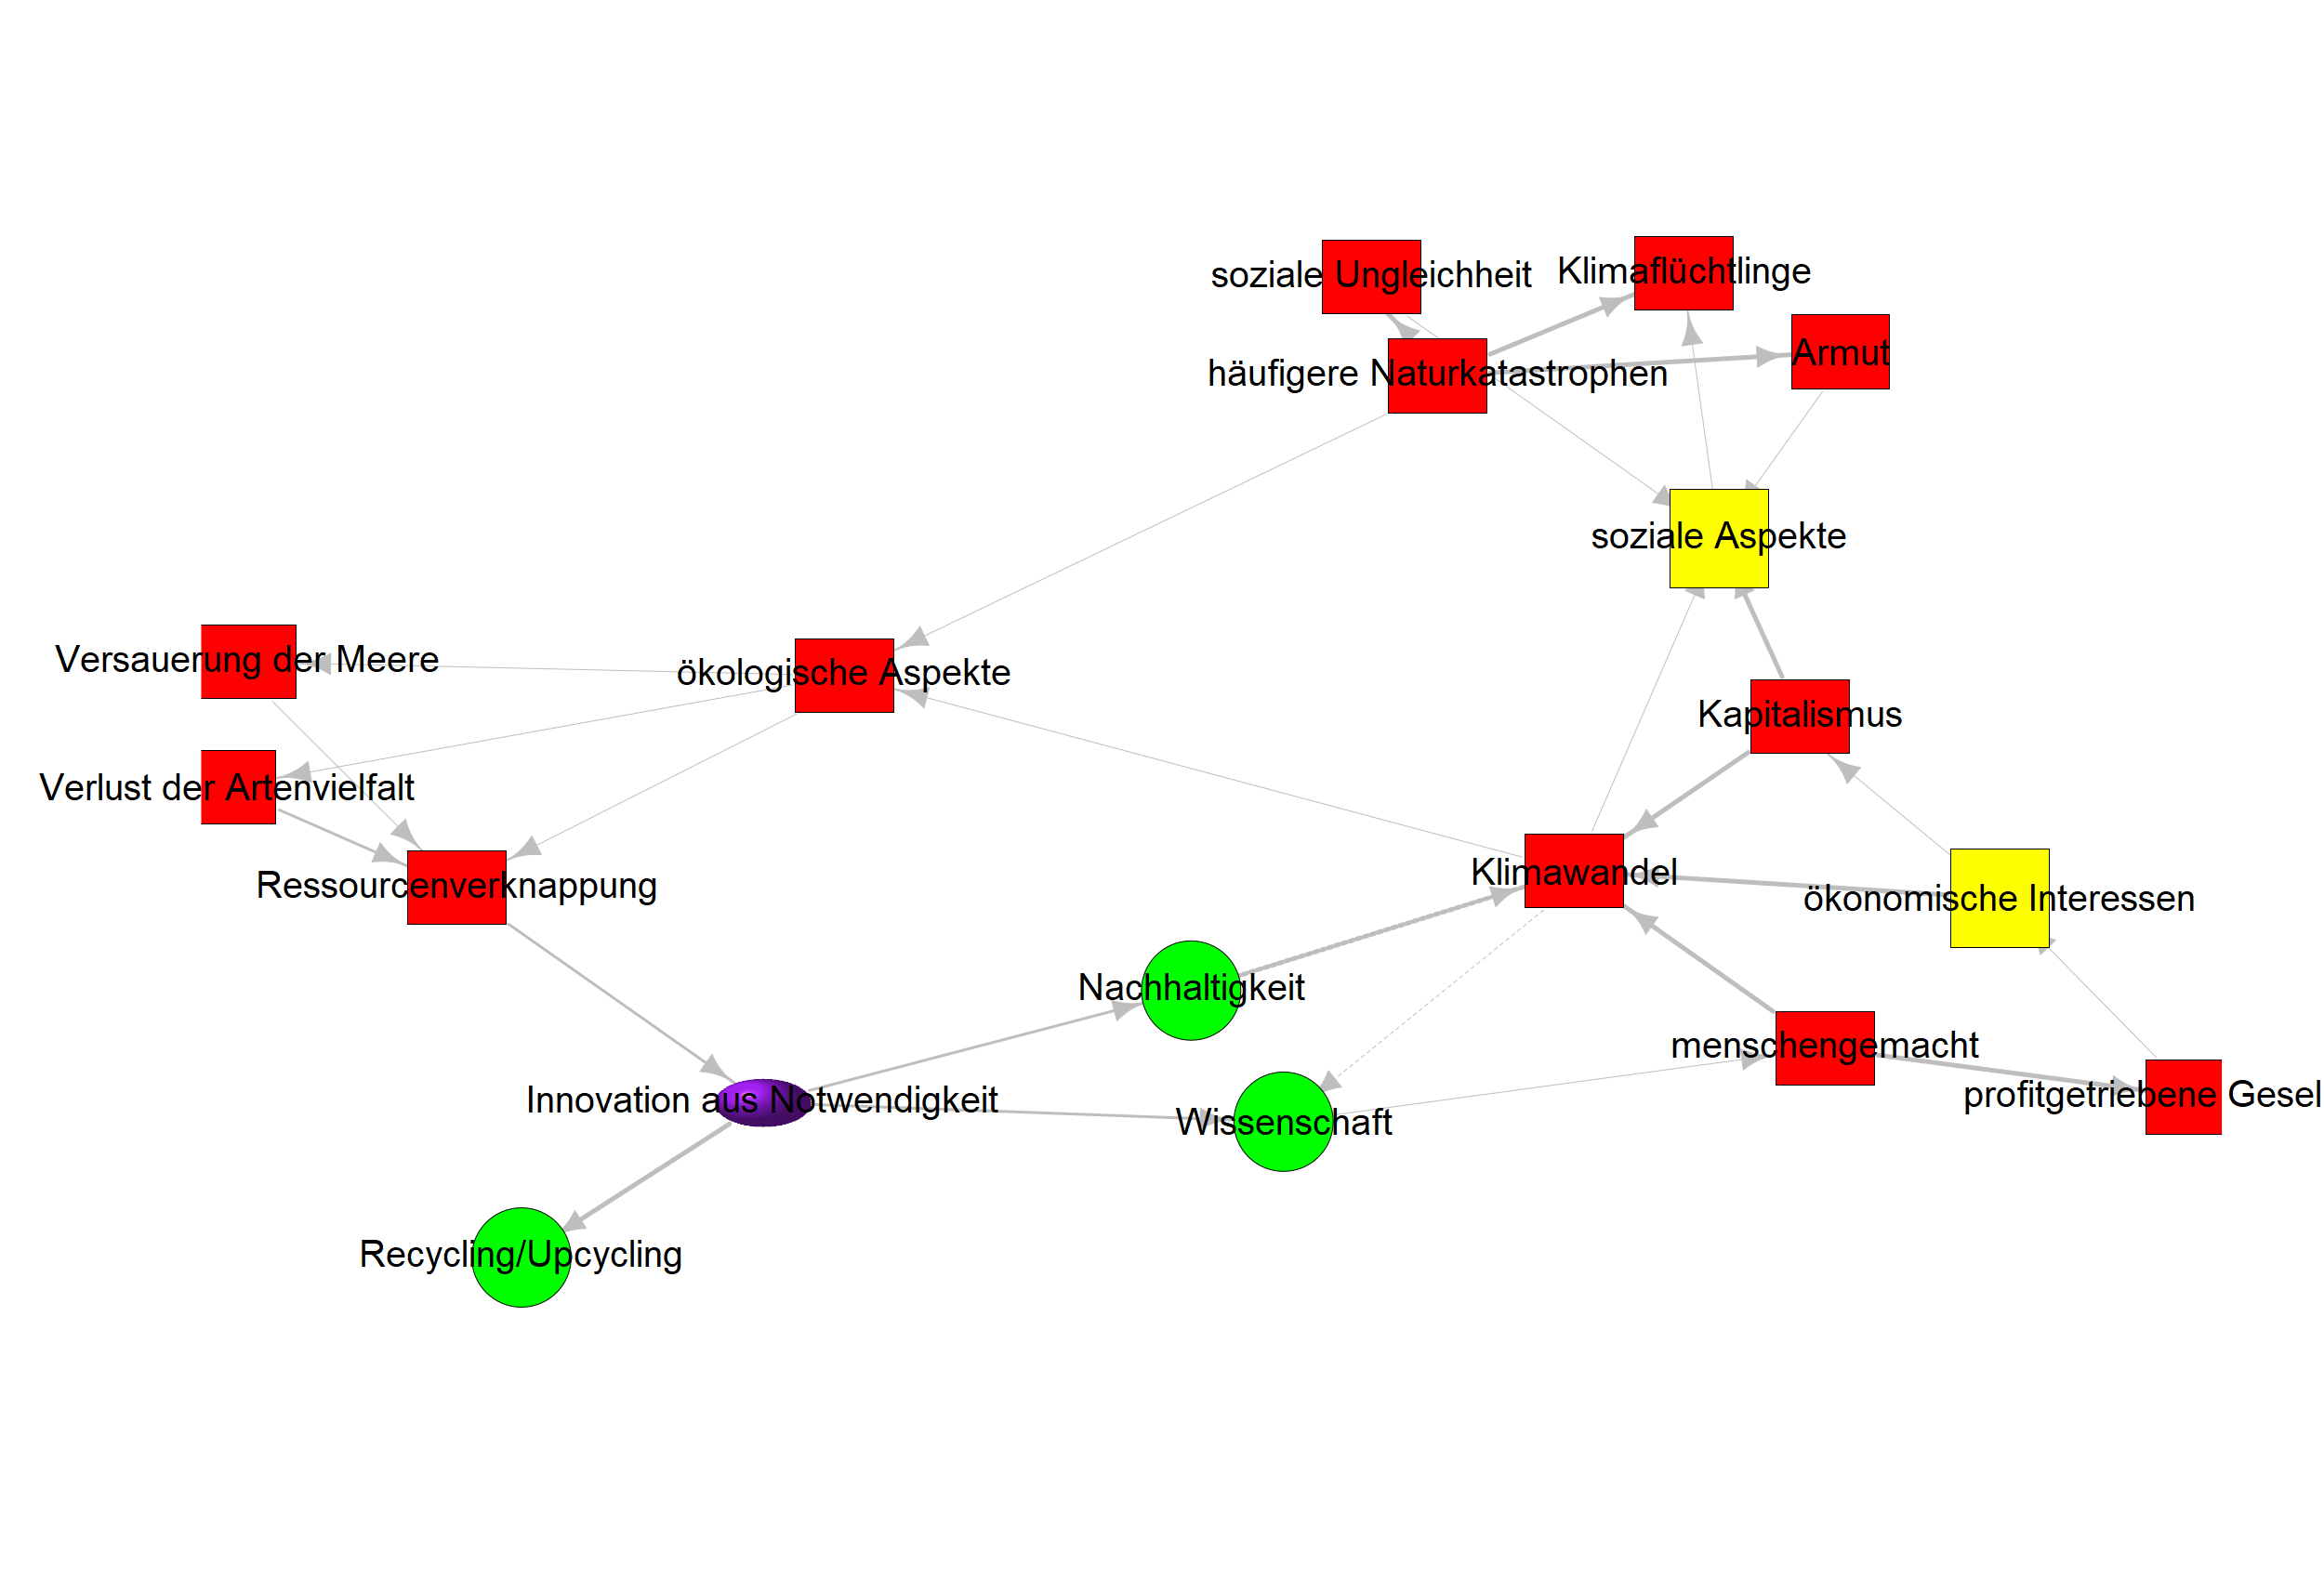 Klimaflüchtlinge
soziale Ungleichheit
Armut
häufigere Naturkatastrophen
soziale Aspekte
Versauerung der Meere
ökologische Aspekte
Kapitalismus
Verlust der Artenvielfalt
Klimawandel
Ressourcenverknappung
ökonomische Interessen
Nachhaltigkeit
menschengemacht
profitgetriebene Gesel
Innovation aus Notwendigkeit
Wissenschaft
Recycling/Upcycling